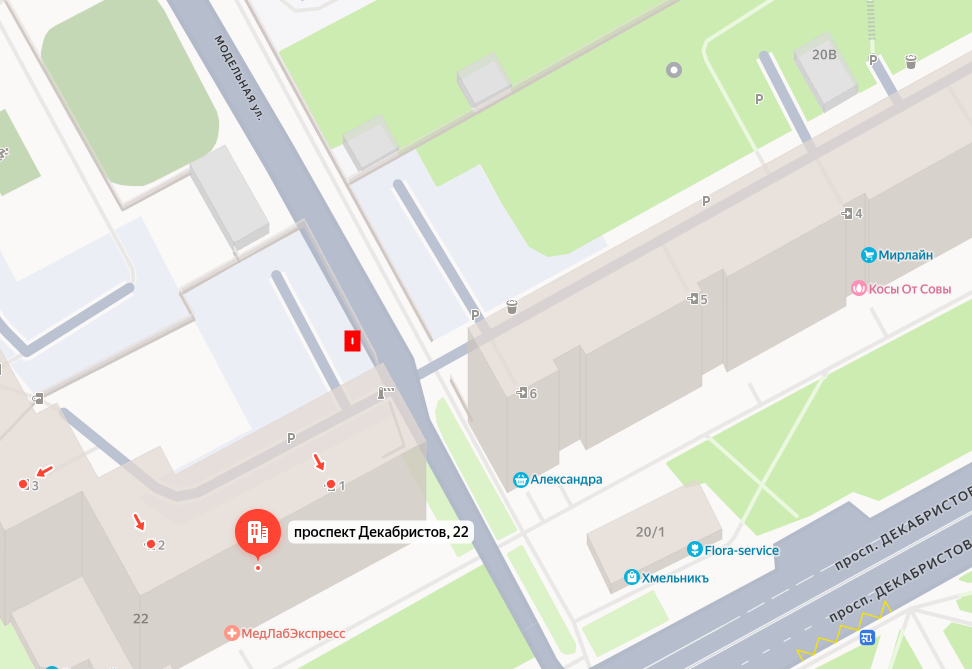 МОДЕЛЬНАЯ УЛ.
20В
P
P
P
4
Мирлайн
Косы От Совы
5
P
6
P
3
1
2
Александра
проспект Декабристов, 22
20/1
Flora-service
Хмельникъ
просп. ДЕКАБРИСТОВ
просп. ДЕКАБРИСТОВ
22
МедЛабЭкспресс